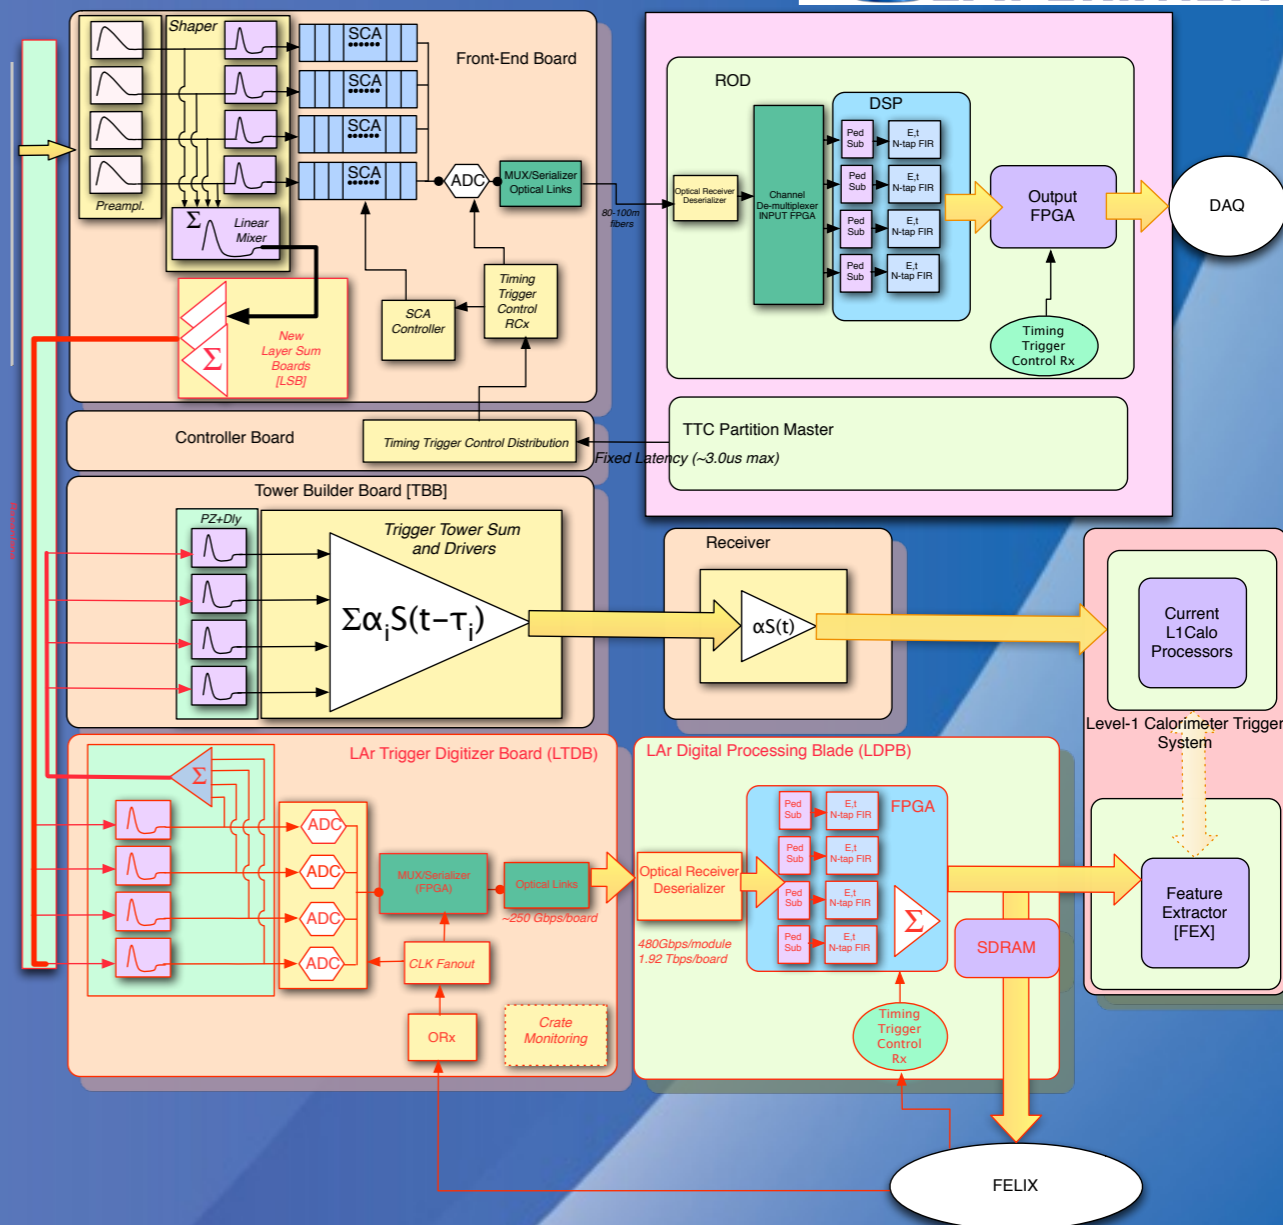 Shaper
SCA
SCA
SCA
SCA
Front-End Board
Preampl.
Σ
Linear
Mixer
ADC
MUX/Serializer
Optical Links
80-100m
fibers
SCA
Controller
Timing
Trigger
Control
RCx
Σ
New
Layer Sum
Boards
[LSB]
ROD
DSP
Optical Receiver
Deserializer
Channel
De-multiplexer
INPUT FPGA
Ped
Sub
E,t
N-tap FIR
Ped
Sub
E,t
N-tap FIR
Ped
Sub
E,t
N-tap FIR
Ped
Sub
E,t
N-tap FIR
Output
FPGA
DAQ
Timing
Trigger
Control Rx
Controller Board
Timing Trigger Control Distribution
TTC Partition Master
Fixed Latency (~3.0us max)
Tower Builder Board [TBB]
PZ+Dly
Trigger Tower Sum
and Drivers
Σα_iS(t−τ_i)
Receiver
αS(t)
Current
L1Calo
Processors
Level-1 Calorimeter Trigger
System
LAr Trigger Digitizer Board (LTDB)
Σ
ADC
ADC
ADC
ADC
MUX/Serializer
(FPGA)
Optical Links
~250 Gbps/board
CLK Fanout
ORx
Crate
Monitoring
LAr Digital Processing Blade (LDPB)
Optical Receiver
Deserializer
480Gbps/module
1.92 Tbps/board
Ped
Sub
E,t
N-tap FIR
Ped
Sub
E,t
N-tap FIR
Ped
Sub
E,t
N-tap FIR
Ped
Sub
E,t
N-tap FIR
FPGA
Σ
SDRAM
Timing
Trigger
Control
Rx
Feature
Extractor
[FEX]
FELIX